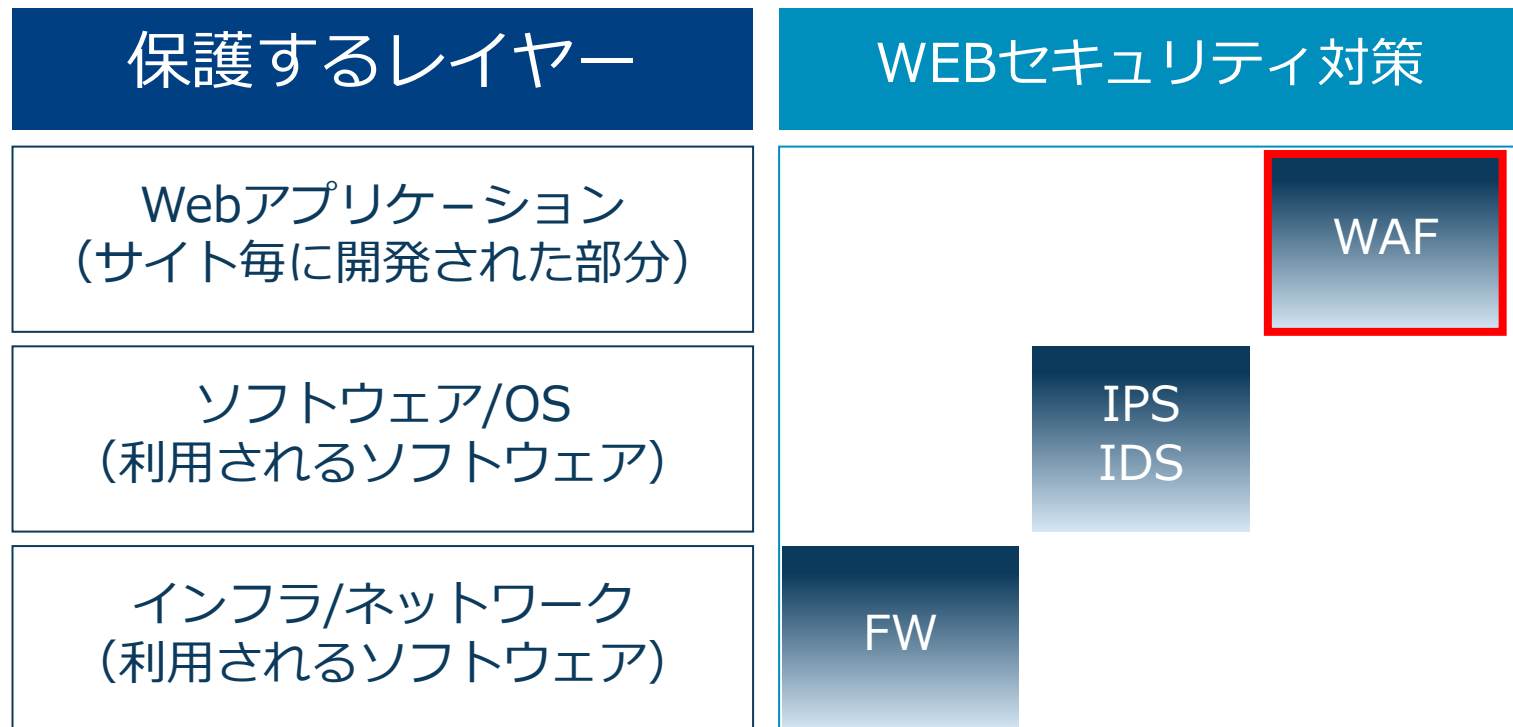 保護するレイヤー
WEBセキュリティ対策
Webアプリケーション
（サイト毎に開発された部分）
WAF
ソフトウェア/OS
（利用されるソフトウェア）
IPS
IDS
インフラ/ネットワーク
（利用されるソフトウェア）
FW